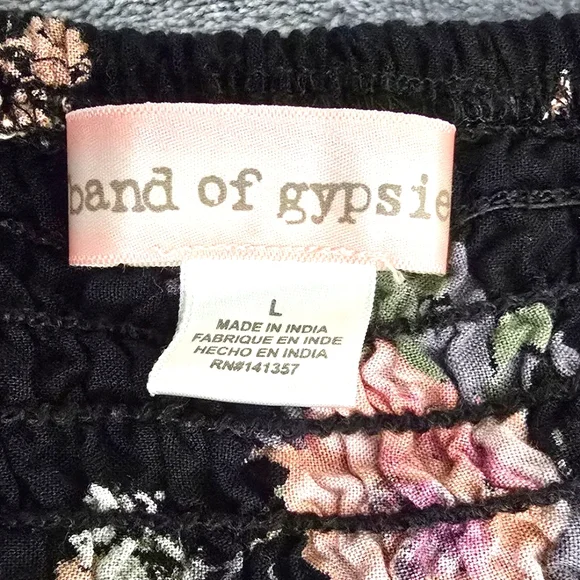 band of gypsie
L
MADE IN INDIA
FABRIQUE EN INDE
HECHO EN INDIA
RN#141357